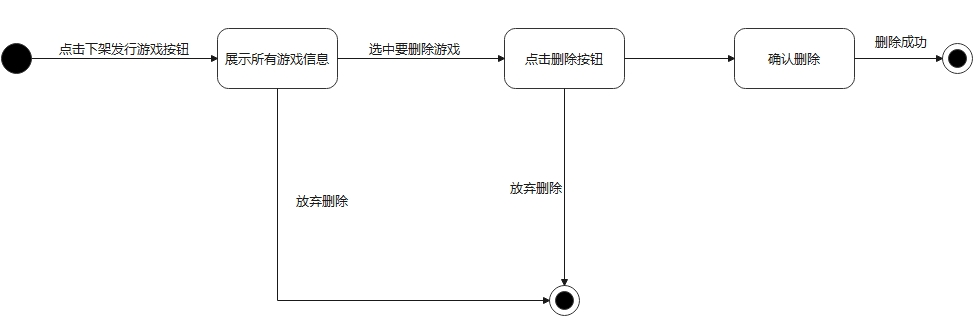 点击下架发行游戏按钮
展示所有游戏信息
选中要删除游戏
点击删除按钮
确认删除
删除成功
放弃删除
放弃删除